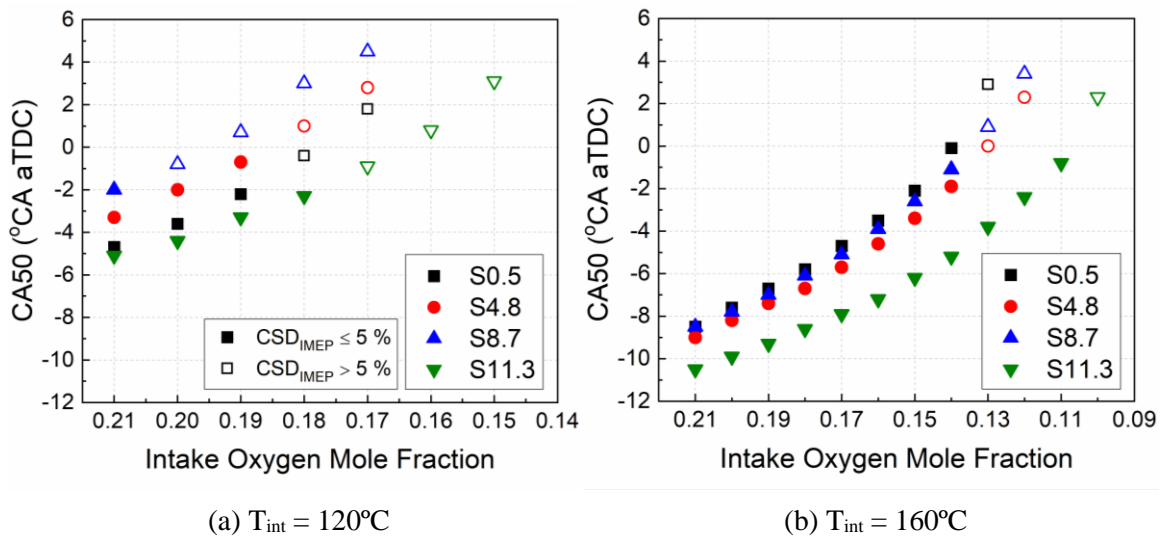 6
4
2
0
-2
-4
-6
-8
-10
-12
CA50 (ºCA aTDC)
CSD_IMEP ≤ 5 %
CSD_IMEP > 5 %
S0.5
S4.8
S8.7
S11.3
0.21 0.20 0.19 0.18 0.17 0.16 0.15 0.14
Intake Oxygen Mole Fraction
(a) T_int = 120ºC
6
4
2
0
-2
-4
-6
-8
-10
-12
CA50 (ºCA aTDC)
S0.5
S4.8
S8.7
S11.3
0.21 0.19 0.17 0.15 0.13 0.11 0.09
Intake Oxygen Mole Fraction
(b) T_int = 160ºC